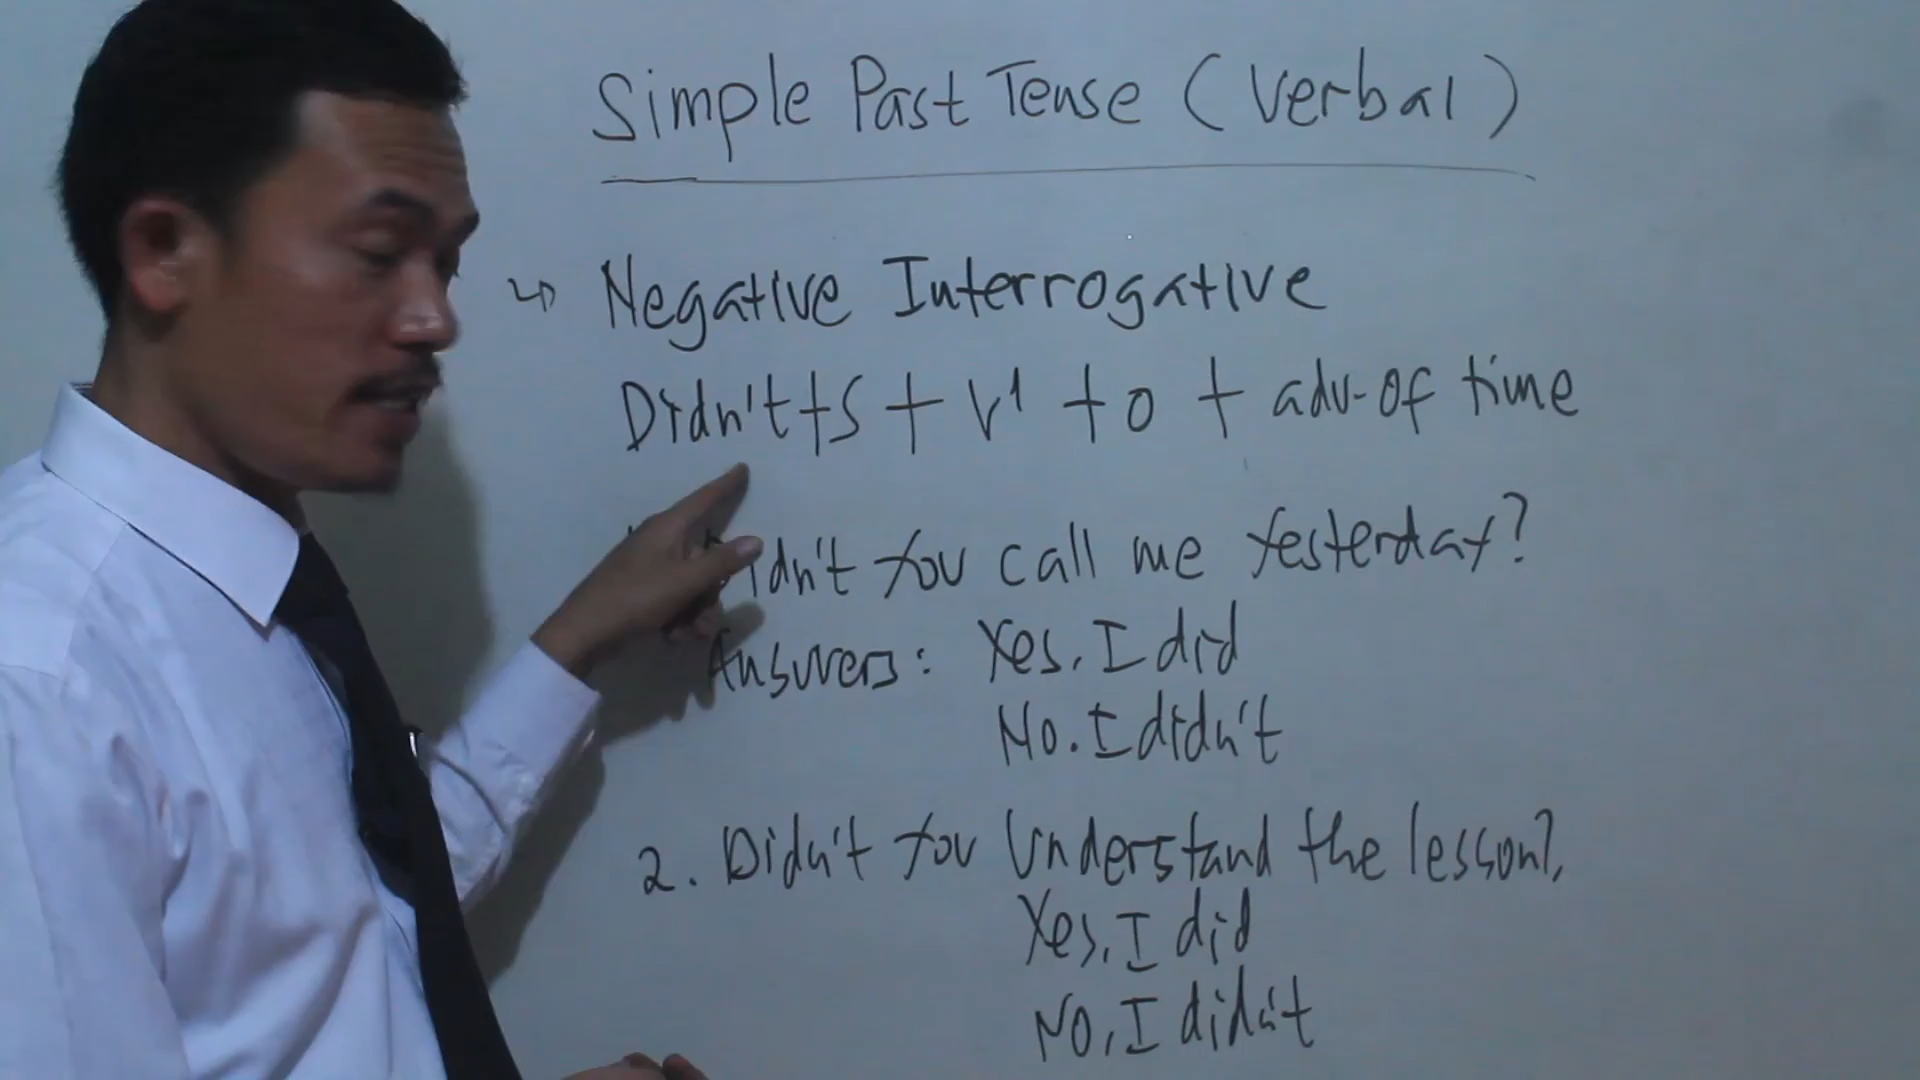 Simple Past Tense (Verbal)
↳ Negative Interrogative
Didn't + S + V1 + O + adv. of time
Didn't You call me Yesterday?
Answers: Yes, I did
No. I didn't
2. Didn't You Understand the lesson?,
Yes, I did
No, I didn't